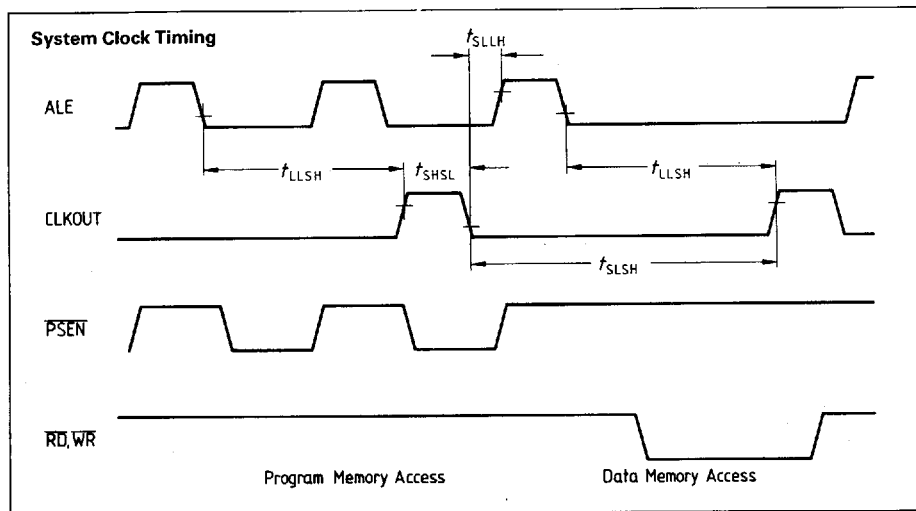 System Clock Timing
tSLLH
ALE
tLLSH
tSHSL
tLLSH
CLKOUT
tSLSH
PSEN
RD,WR
Program Memory Access
Data Memory Access